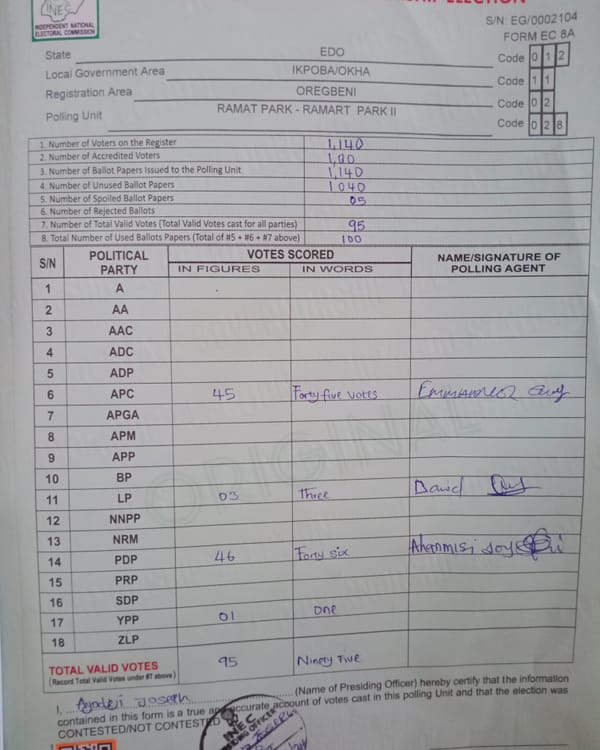 ELECTION
INEC
INDEPENDENT NATIONAL
ELECTORAL COMMISSION
S/N EG/0002104
FORM EC 8A
State EDO Code 0 1 2
Local Government Area IKPOBA/OKHA Code 1 1
Registration Area OREGBENI Code 0 2
Polling Unit RAMAT PARK - RAMART PARK II Code 0 2 8
1. Number of Voters on the Register 1,140
2. Number of Accredited Voters 1,00
3. Number of Ballot Papers Issued to the Polling Unit 1,140
4. Number of Unused Ballot Papers 1040
5. Number of Spoiled Ballot Papers 05
6. Number of Rejected Ballots
7. Number of Total Valid Votes (Total Valid Votes cast for all parties) 95
8. Total Number of Used Ballots Papers (Total of #5 + #6 + #7 above) 100
S/N POLITICAL PARTY VOTES SCORED NAME/SIGNATURE OF POLLING AGENT
IN FIGURES IN WORDS
1 A
2 AA
3 AAC
4 ADC
5 ADP
6 APC 45 Forty five votes Emmanuel
7 APGA
8 APM
9 APP
10 BP
11 LP 03 Three David
12 NNPP
13 NRM
14 PDP 46 Forty six Ahanmisi Joy
15 PRP
16 SDP
17 YPP 01 One
18 ZLP
TOTAL VALID VOTES 95 Ninety Five
(Record Total Valid Votes under #7 above)
I, Ayodeji Joseph (Name of Presiding Officer) hereby certify that the information
contained in this form is a true and accurate account of votes cast in this polling Unit and that the election was
CONTESTED/NOT CONTESTED
INEC
ORIGINAL